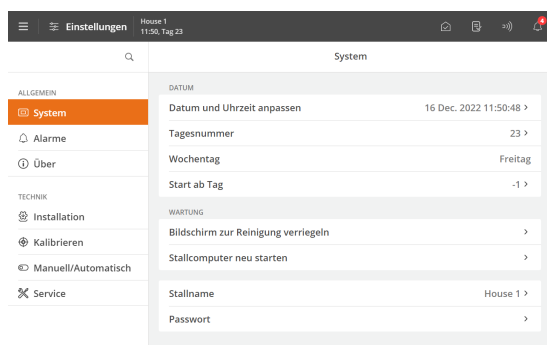 Einstellungen
House 1
11:50, Tag 23
4
System
ALLGEMEIN
System
Alarme
Über
TECHNIK
Installation
Kalibrieren
Manuell/Automatisch
Service
DATUM
Datum und Uhrzeit anpassen 16 Dec. 2022 11:50:48
Tagesnummer 23
Wochentag Freitag
Start ab Tag -1
WARTUNG
Bildschirm zur Reinigung verriegeln
Stallcomputer neu starten
Stallname House 1
Passwort